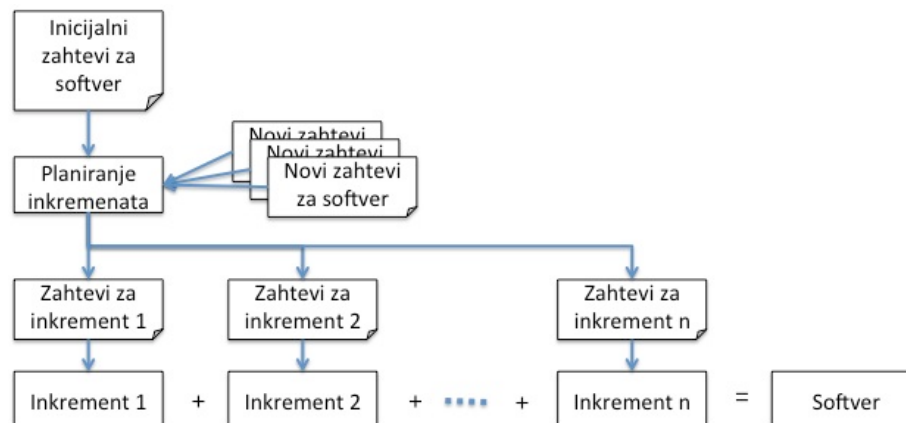 Inicijalni
zahtevi za
softver
Novi zahtevi
Novi zahtevi
Novi zahtevi
za softver
Planiranje
inkremenata
Zahtevi za
inkrement 1
Zahtevi za
inkrement 2
Zahtevi za
inkrement n
Inkrement 1 + Inkrement 2 + + Inkrement n = Softver